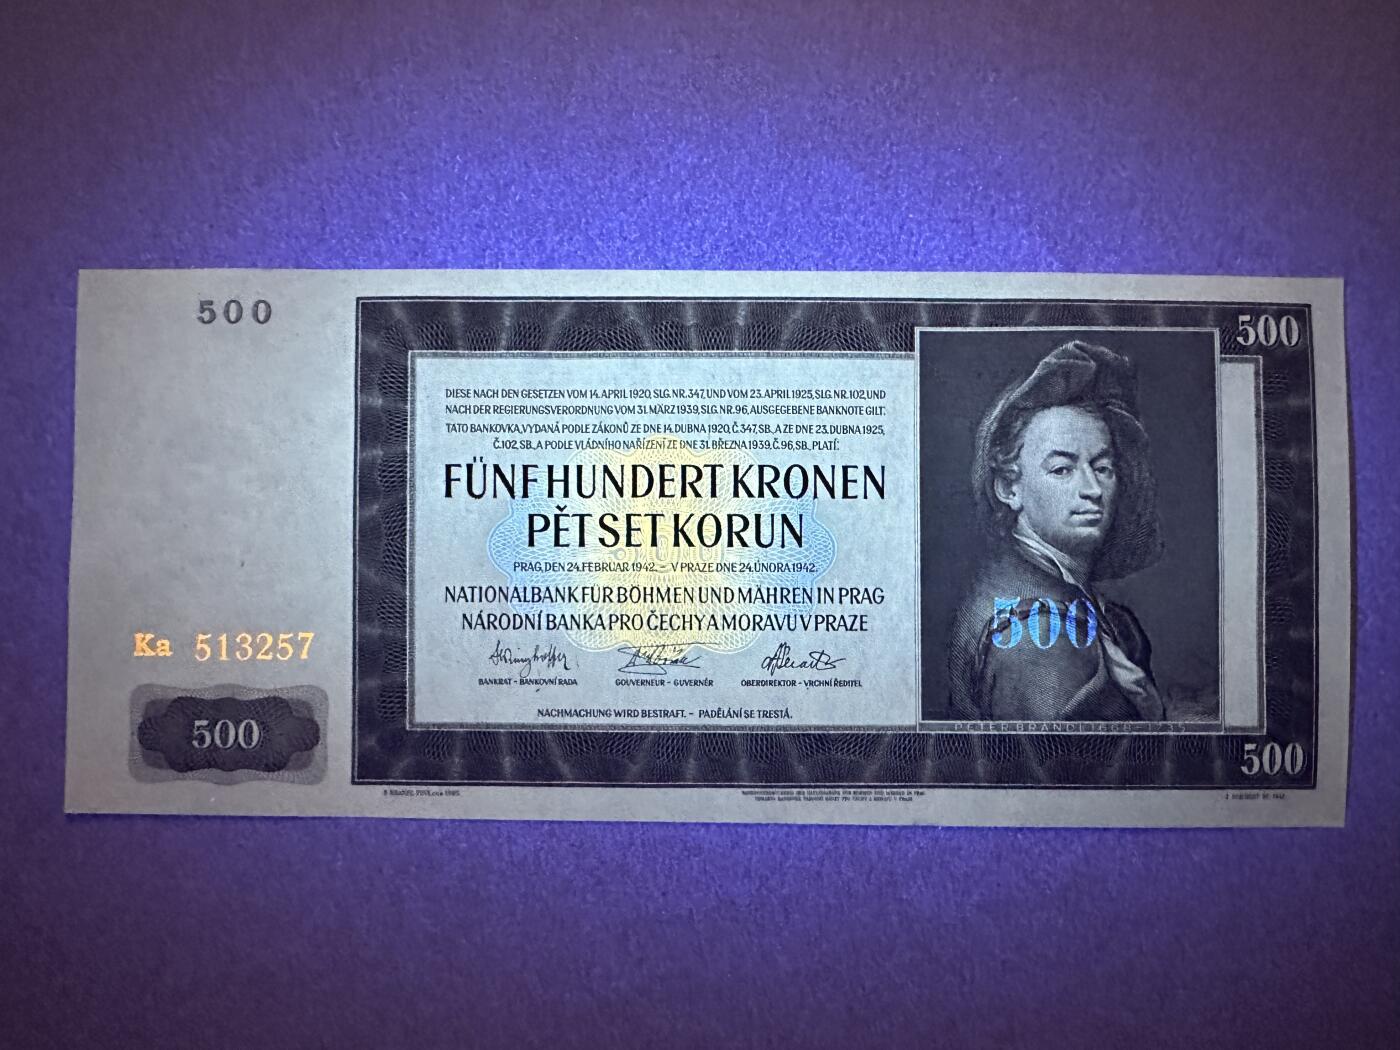 500
500
DIESE NACH DEN GESETZEN VOM 14. APRIL 1920, SLG. NR. 347, UND VOM 23. APRIL 1925, SLG. NR. 102, UND
NACH DER REGIERUNGSVERORDNUNG VOM 31. MÄRZ 1939, SLG. NR. 96, AUSGEGEBENE BANKNOTE GILT.
TATO BANKOVKA, VYDANÁ PODLE ZÁKONŮ ZE DNE 14. DUBNA 1920, Č. 347, SB., A ZE DNE 23. DUBNA 1925,
Č. 102, SB., A PODLE VLÁDNÍHO NAŘÍZENÍ ZE DNE 31. BŘEZNA 1939, Č. 96, SB., PLATÍ.
FÜNFHUNDERT KRONEN
PĚT SET KORUN
PRAG, DEN 24. FEBRUAR 1942. – V PRAZE DNE 24. ÚNORA 1942.
NATIONALBANK FÜR BÖHMEN UND MÄHREN IN PRAG
NÁRODNÍ BANKA PRO ČECHY A MORAVU V PRAZE
BANKRAT - BANKOVNÍ RADA
GOUVERNEUR - GUVERNÉR
OBERDIREKTOR - VRCHNÍ ŘEDITEL
NACHMACHUNG WIRD BESTRAFT. – PADĚLÁNÍ SE TRESTÁ.
500
Ka 513257
500
PETER BRANDL 1668-1735
500